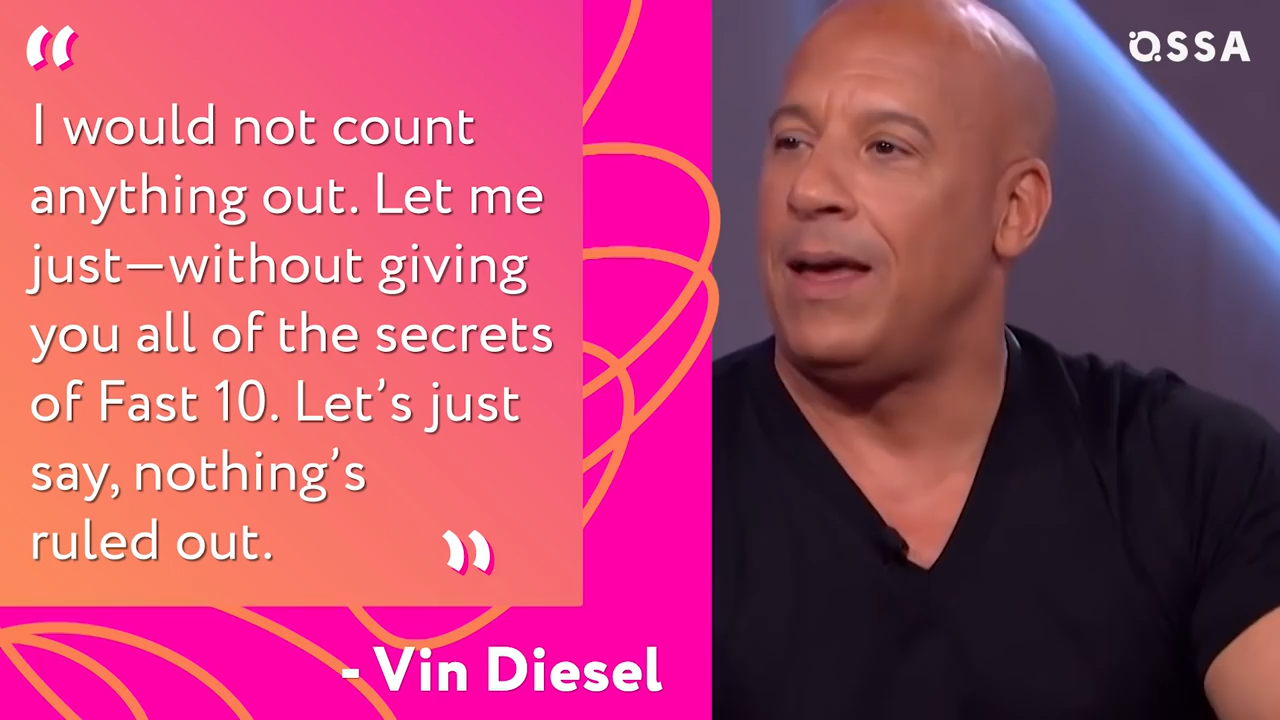 “
I would not count
anything out. Let me
just—without giving
you all of the secrets
of Fast 10. Let’s just
say, nothing’s
ruled out.
”
- Vin Diesel
OSSA